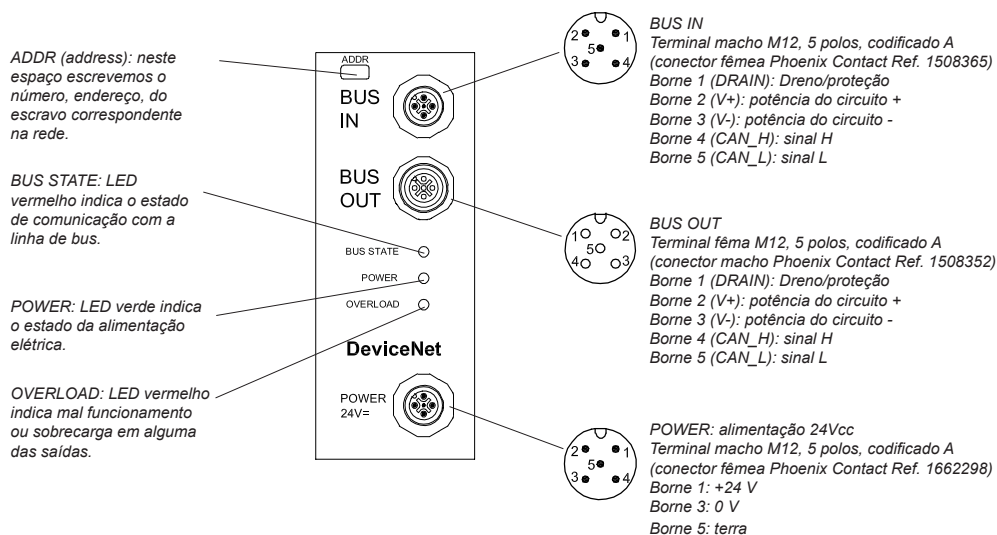 ADDR (address): neste
espaço escrevemos o
número, endereço, do
escravo correspondente
na rede.
BUS STATE: LED
vermelho indica o estado
de comunicação com a
linha de bus.
POWER: LED verde indica
o estado da alimentação
elétrica.
OVERLOAD: LED vermelho
indica mal funcionamento
ou sobrecarga em alguma
das saídas.
ADDR
BUS
IN
BUS
OUT
BUS STATE
POWER
OVERLOAD
DeviceNet
POWER
24V=
2 1
5
3 4
BUS IN
Terminal macho M12, 5 polos, codificado A
(conector fêmea Phoenix Contact Ref. 1508365)
Borne 1 (DRAIN): Dreno/proteção
Borne 2 (V+): potência do circuito +
Borne 3 (V-): potência do circuito -
Borne 4 (CAN_H): sinal H
Borne 5 (CAN_L): sinal L
1 2
5
4 3
BUS OUT
Terminal fêma M12, 5 polos, codificado A
(conector macho Phoenix Contact Ref. 1508352)
Borne 1 (DRAIN): Dreno/proteção
Borne 2 (V+): potência do circuito +
Borne 3 (V-): potência do circuito -
Borne 4 (CAN_H): sinal H
Borne 5 (CAN_L): sinal L
2 1
5
3 4
POWER: alimentação 24Vcc
Terminal macho M12, 5 polos, codificado A
(conector fêmea Phoenix Contact Ref. 1662298)
Borne 1: +24 V
Borne 3: 0 V
Borne 5: terra